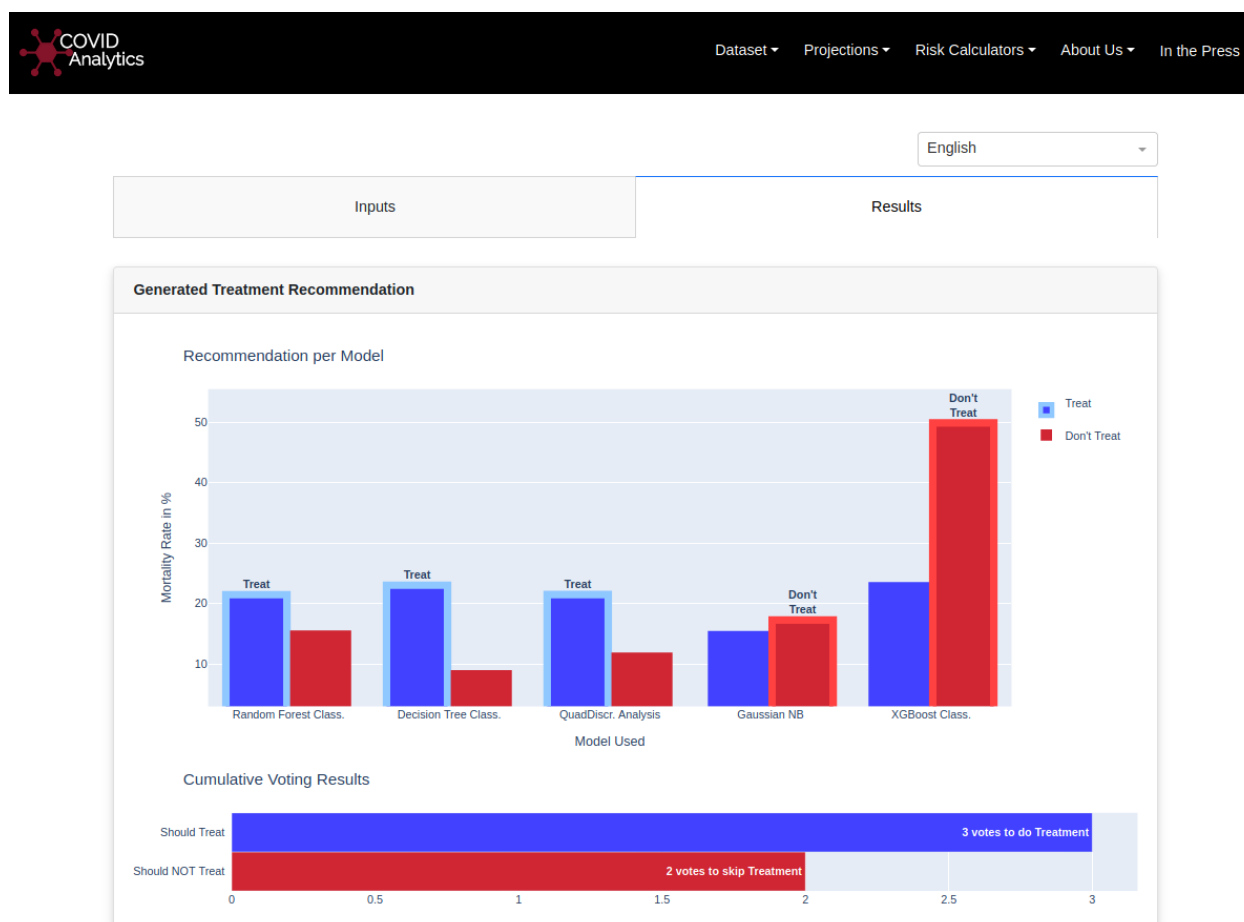 COVID
Analytics
Dataset Projections Risk Calculators About Us In the Press
English
Inputs Results
Generated Treatment Recommendation
Recommendation per Model
Don't
Treat
Treat
Don't Treat
50
40
30
20
10
Mortality Rate in %
Treat
Treat
Treat
Don't
Treat
Random Forest Class. Decision Tree Class. QuadDiscr. Analysis Gaussian NB XGBoost Class.
Model Used
Cumulative Voting Results
Should Treat 3 votes to do Treatment
Should NOT Treat 2 votes to skip Treatment
0 0.5 1 1.5 2 2.5 3